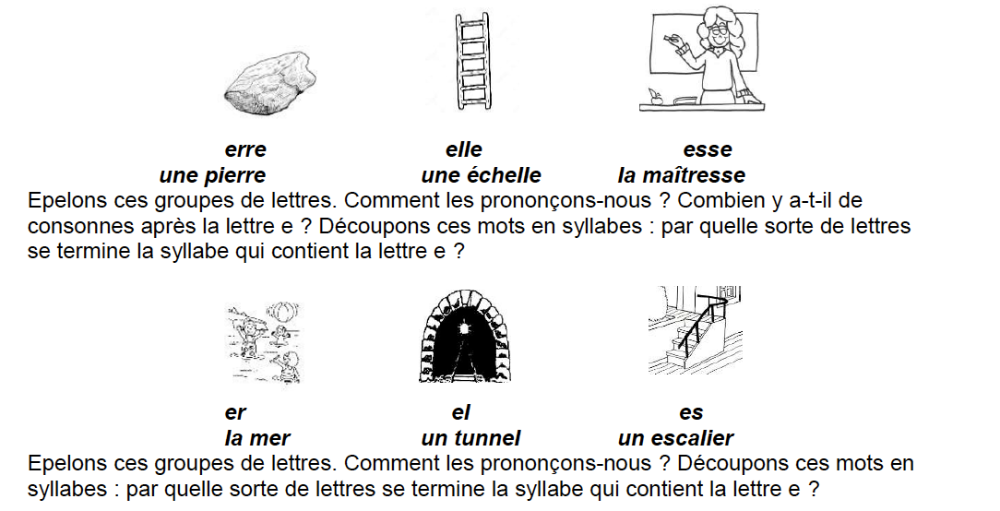 erre elle esse
une pierre une échelle la maîtresse
Epelons ces groupes de lettres. Comment les prononçons-nous ? Combien y a-t-il de
consonnes après la lettre e ? Découpons ces mots en syllabes : par quelle sorte de lettres
se termine la syllabe qui contient la lettre e ?
er el es
la mer un tunnel un escalier
Epelons ces groupes de lettres. Comment les prononçons-nous ? Découpons ces mots en
syllabes : par quelle sorte de lettres se termine la syllabe qui contient la lettre e ?